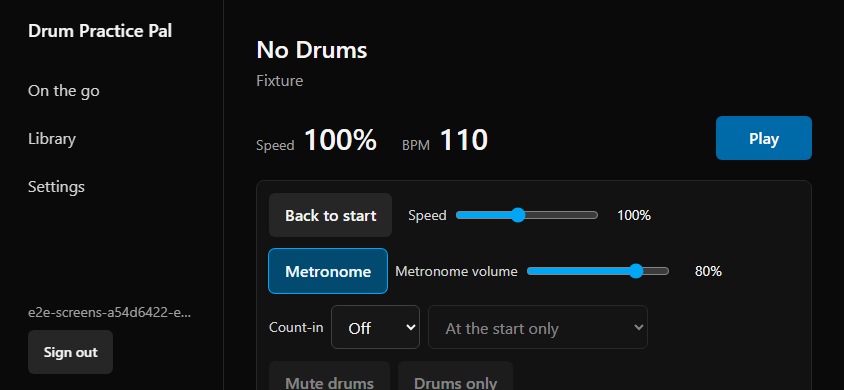 Drum Practice Pal
On the go
Library
Settings
e2e-screens-a54d6422-e...
Sign out
No Drums
Fixture
Speed 100% BPM 110
Play
Back to start Speed 100%
Metronome Metronome volume 80%
Count-in Off At the start only
Mute drums Drums only